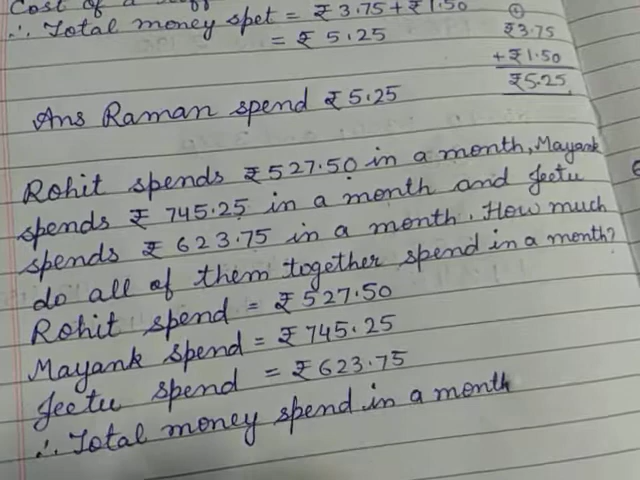 Cost of a
∴ Total money spet = ₹ 3.75 + ₹ 1.50
= ₹ 5.25
①
₹3.75
+ ₹1.50
₹5.25
Ans Raman spend ₹5.25
Rohit spends ₹527.50 in a month, Mayank
spends ₹ 745.25 in a month and Jeetu
spends ₹ 623.75 in a month. How much
do all of them together spend in a month?
Rohit spend = ₹527.50
Mayank spend = ₹745.25
Jeetu spend = ₹623.75
∴ Total money spend in a month